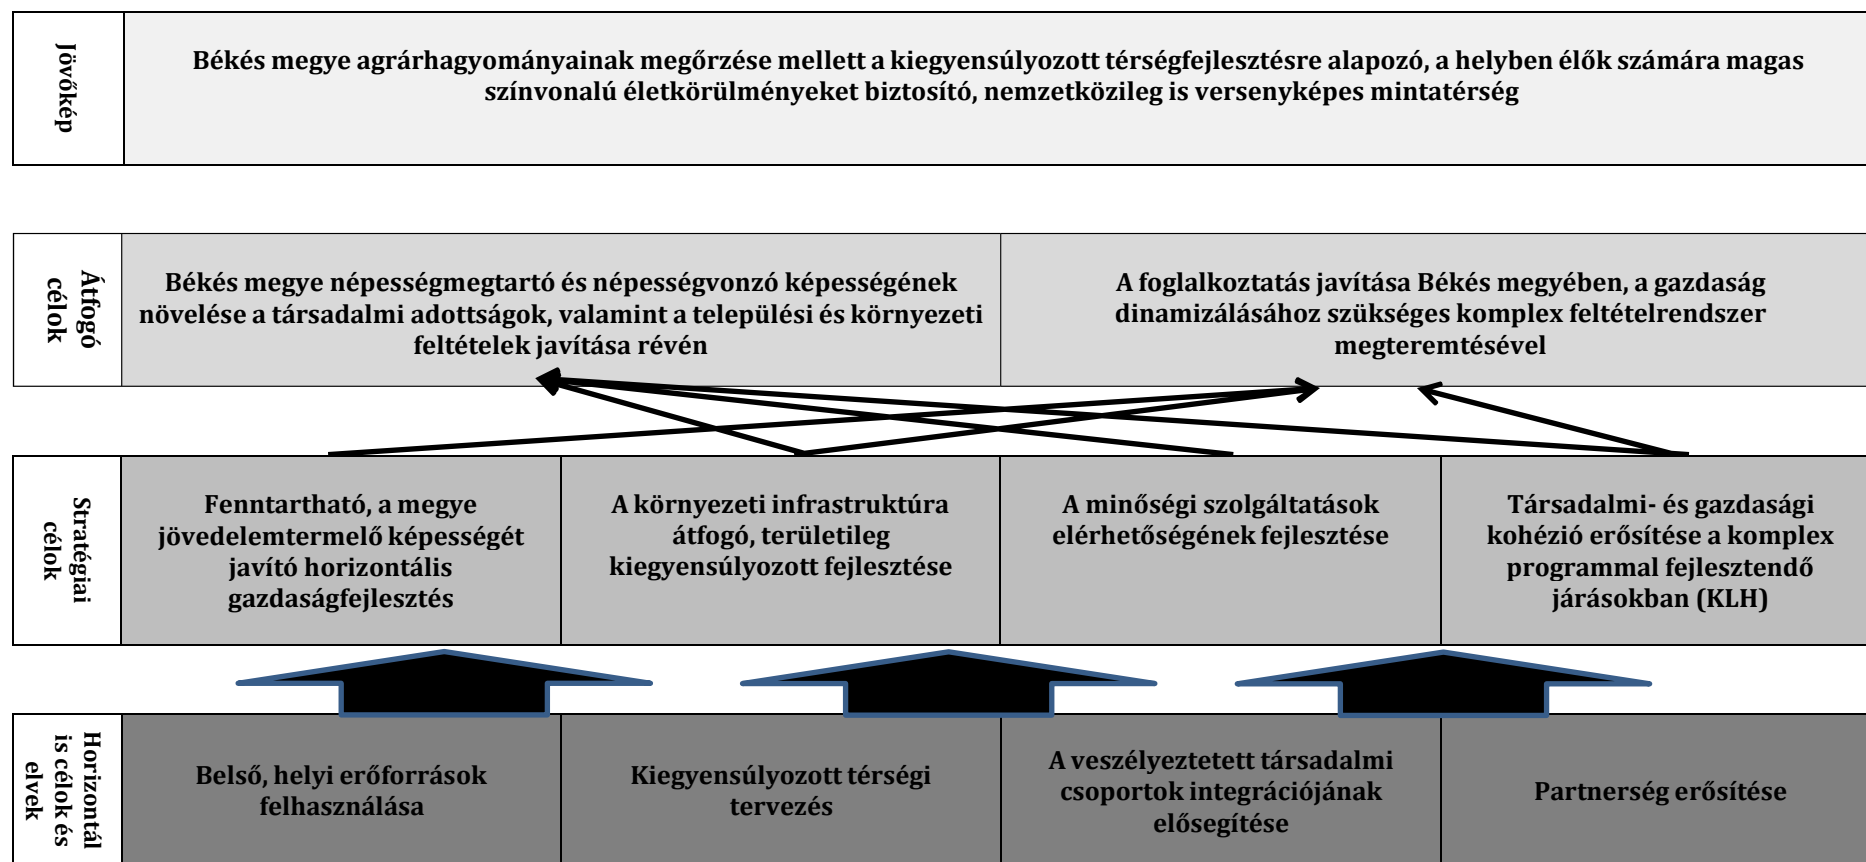 Jövőkép
Békés megye agrárhagyományainak megőrzése mellett a kiegyensúlyozott térségfejlesztésre alapozó, a helyben élők számára magas
színvonalú életkörülményeket biztosító, nemzetközileg is versenyképes mintatérség
Átfogó
célok
Békés megye népességmegtartó és népességvonzó képességének
növelése a társadalmi adottságok, valamint a települési és környezeti
feltételek javítása révén
A foglalkoztatás javítása Békés megyében, a gazdaság
dinamizálásához szükséges komplex feltételrendszer
megteremtésével
Stratégiai
célok
Fenntartható, a megye
jövedelemtermelő képességét
javító horizontális
gazdaságfejlesztés
A környezeti infrastruktúra
átfogó, területileg
kiegyensúlyozott fejlesztése
A minőségi szolgáltatások
elérhetőségének fejlesztése
Társadalmi- és gazdasági
kohézió erősítése a komplex
programmal fejlesztendő
járásokban (KLH)
Horizontál
is célok és
elvek
Belső, helyi erőforrások
felhasználása
Kiegyensúlyozott térségi
tervezés
A veszélyeztetett társadalmi
csoportok integrációjának
elősegítése
Partnerség erősítése